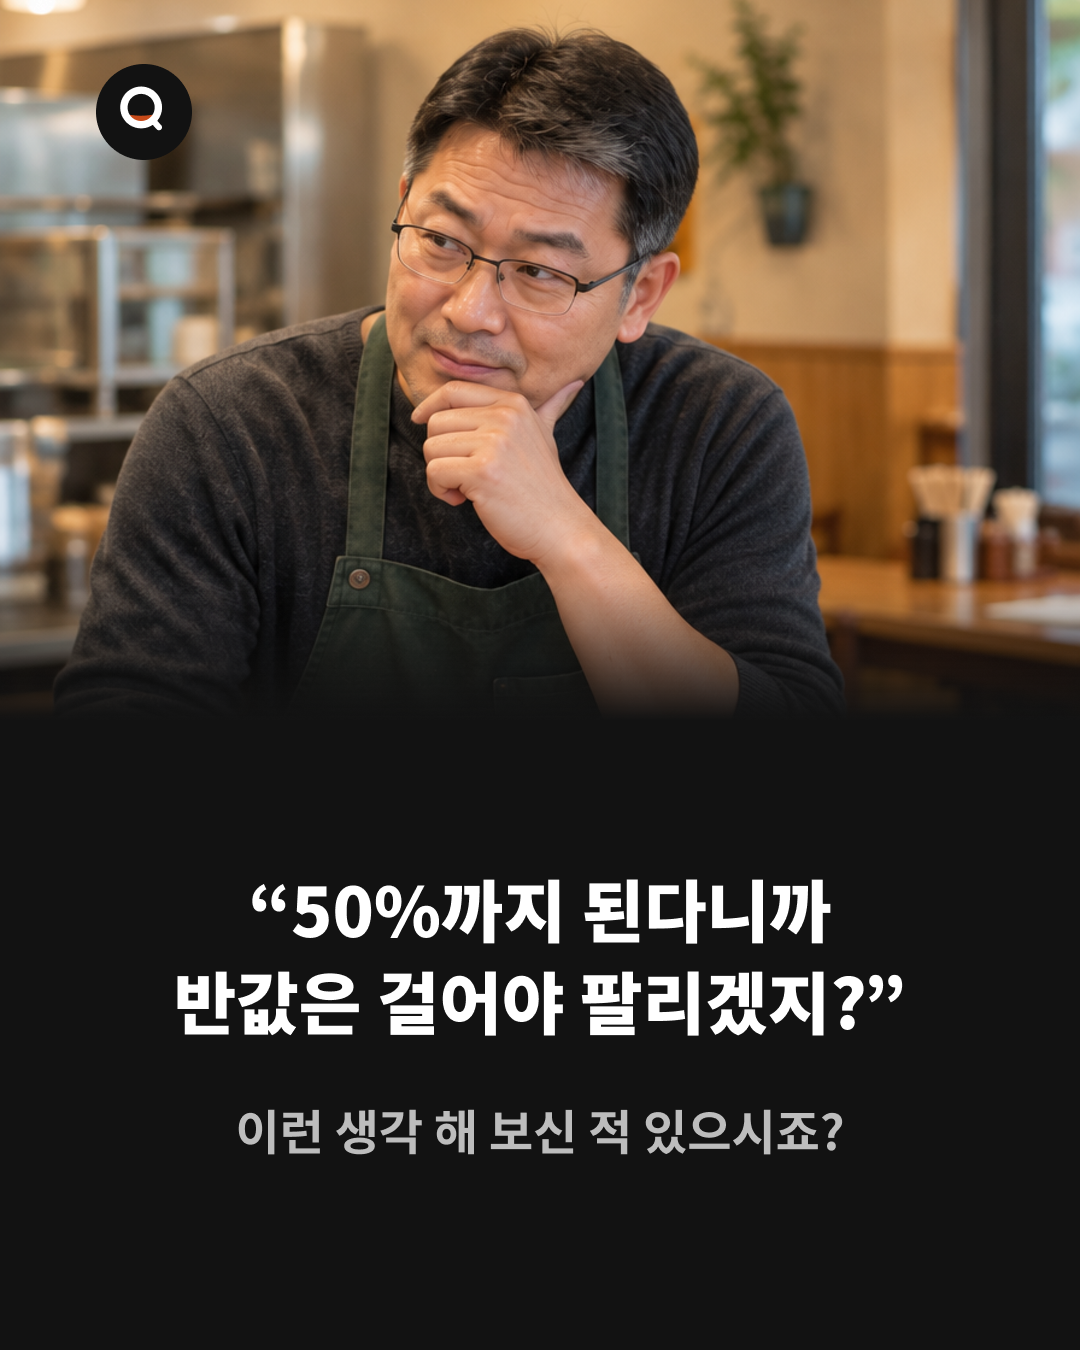 “50%까지 된다니까
반값은 걸어야 팔리겠지?”
이런 생각 해 보신 적 있으시죠?